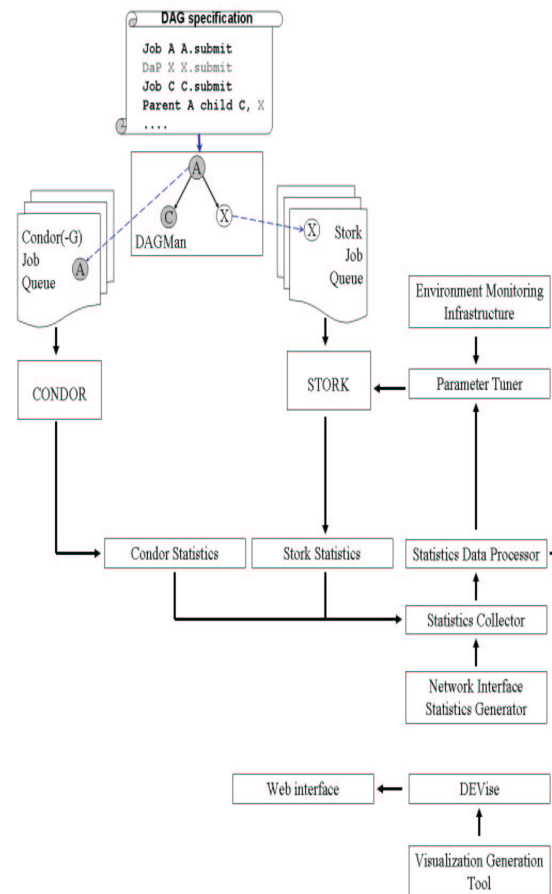 DAG specification
Job A A.submit
DaP X X.submit
Job C C.submit
Parent A child C, X
....
A
C
X
DAGMan
Condor(-G)
Job
Queue
A
X
Stork
Job
Queue
Environment Monitoring
Infrastructure
CONDOR
STORK
Parameter Tuner
Condor Statistics
Stork Statistics
Statistics Data Processor
Statistics Collector
Network Interface
Statistics Generator
Web interface
DEVise
Visualization Generation
Tool